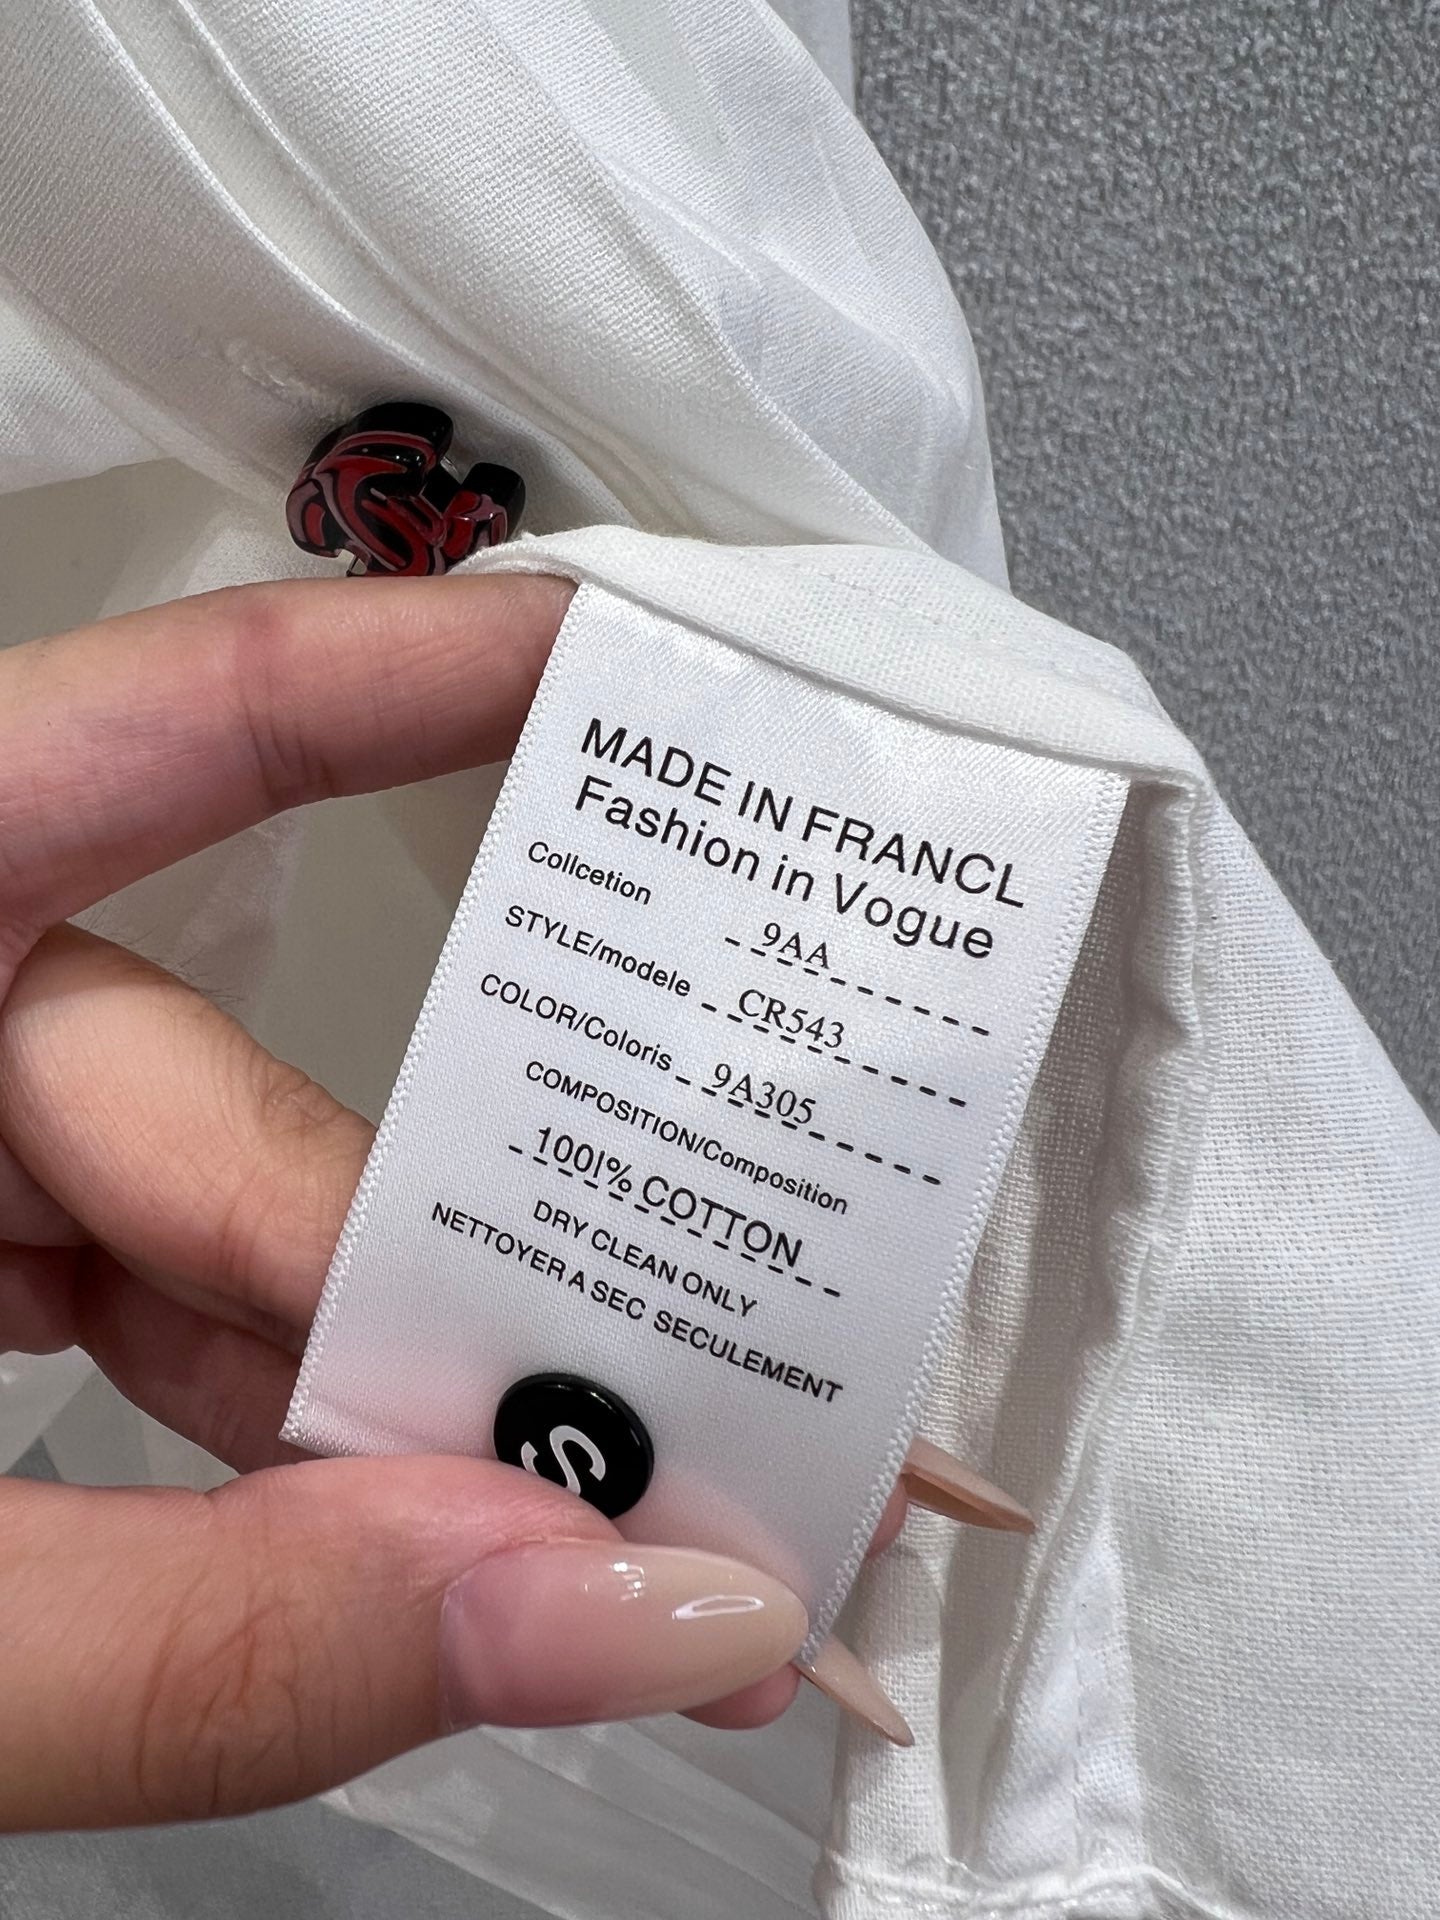 MADE IN FRANCL
Fashion in Vogue
Collcetion 9AA
STYLE/modele CR543
COLOR/Coloris 9A305
COMPOSITION/Composition
100I% COTTON
DRY CLEAN ONLY
NETTOYER A SEC SECULEMENT
S